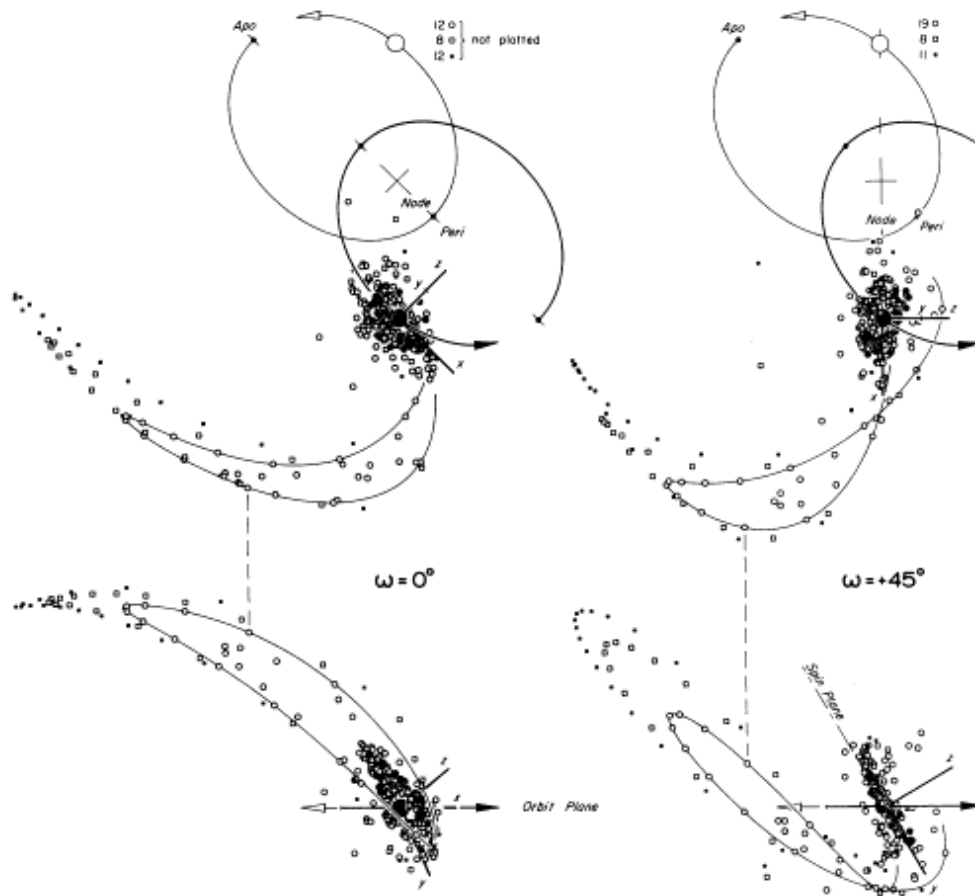 Apo
12 ○
8 ⊙ } not plotted
12 •
Node
Peri
z
y
x
ω = 0°
z
x
Orbit Plane
y
Apo
19 □
8 □
11 •
Node
Peri
y
z
x
ω = +45°
Spin Plane
z
y